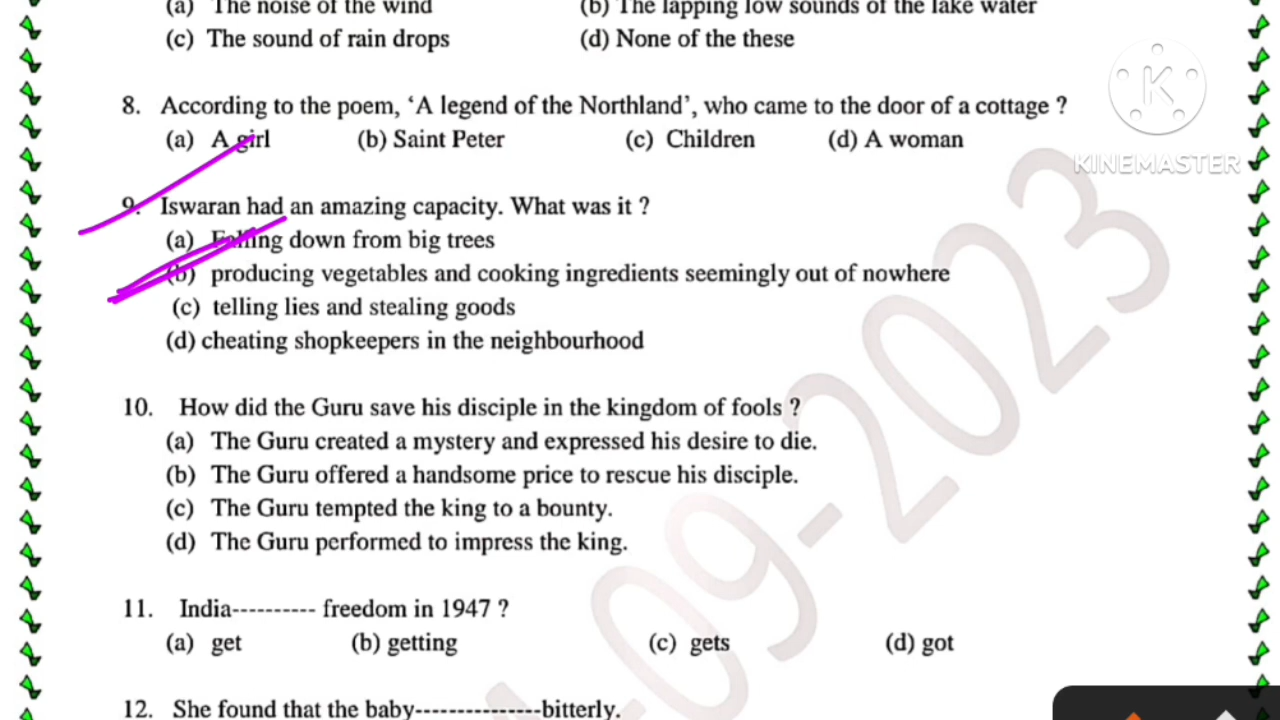 (a) The noise of the wind (b) The lapping low sounds of the lake water
(c) The sound of rain drops (d) None of the these
8. According to the poem, ‘A legend of the Northland’, who came to the door of a cottage ?
(a) A girl (b) Saint Peter (c) Children (d) A woman
KINEMASTER
9. Iswaran had an amazing capacity. What was it ?
(a) Falling down from big trees
(b) producing vegetables and cooking ingredients seemingly out of nowhere
(c) telling lies and stealing goods
(d) cheating shopkeepers in the neighbourhood
10. How did the Guru save his disciple in the kingdom of fools ?
(a) The Guru created a mystery and expressed his desire to die.
(b) The Guru offered a handsome price to rescue his disciple.
(c) The Guru tempted the king to a bounty.
(d) The Guru performed to impress the king.
11. India---------- freedom in 1947 ?
(a) get (b) getting (c) gets (d) got
12. She found that the baby---------------bitterly.
-09-2023